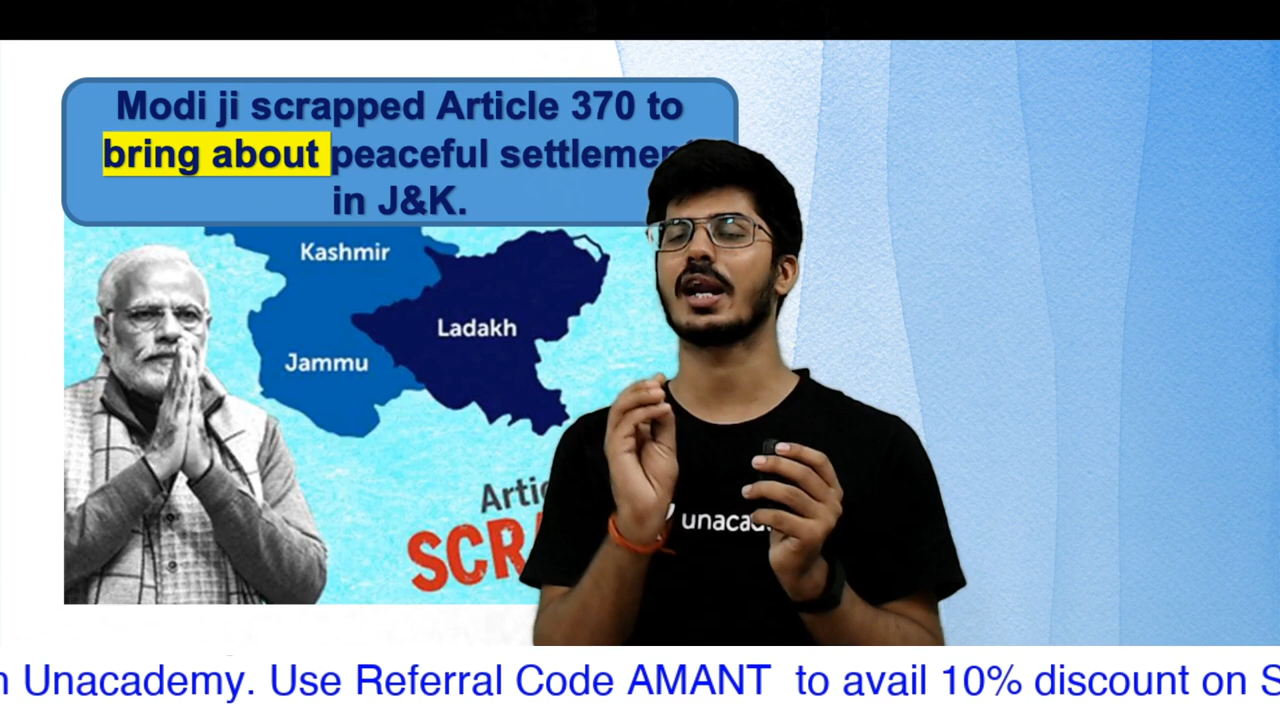 Modi ji scrapped Article 370 to
bring about peaceful settlemen
in J&K.
Kashmir
Ladakh
Jammu
Artic
SCR
unacad
n Unacademy. Use Referral Code AMANT to avail 10% discount on S